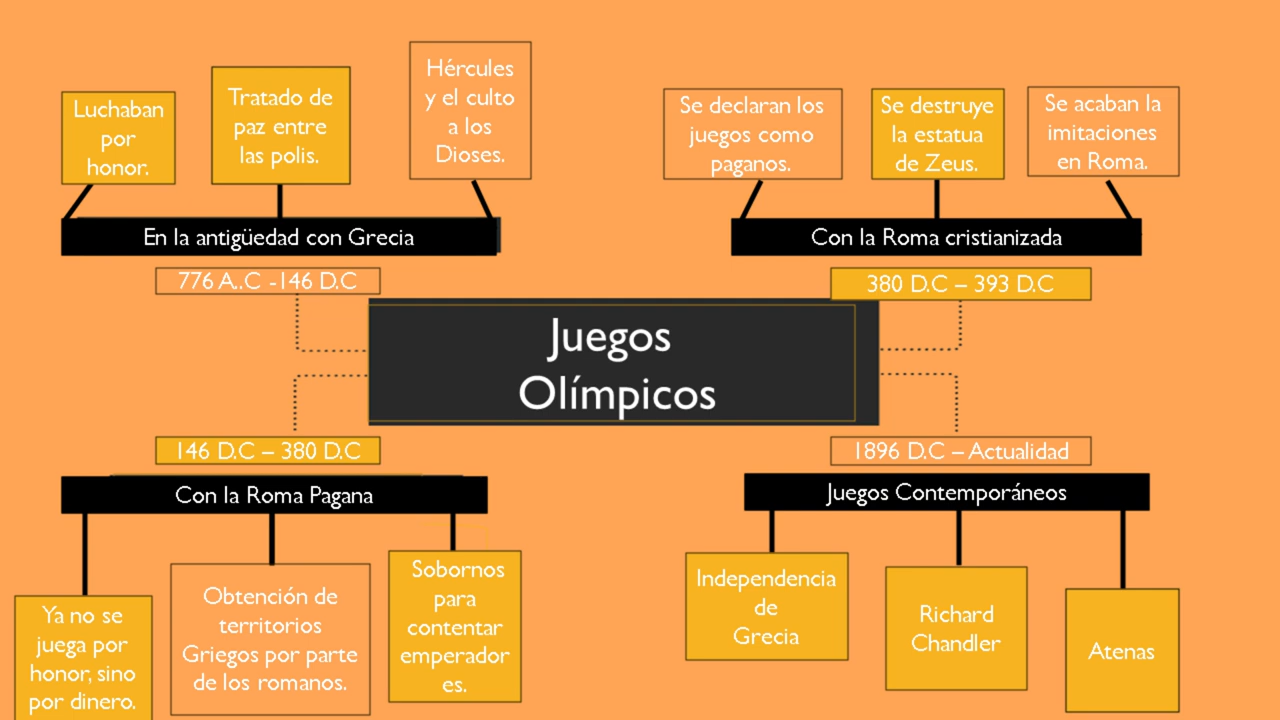 Luchaban
por
honor.
Tratado de
paz entre
las polis.
Hércules
y el culto
a los
Dioses.
En la antigüedad con Grecia
776 A..C -146 D.C
Se declaran los
juegos como
paganos.
Se destruye
la estatua
de Zeus.
Se acaban la
imitaciones
en Roma.
Con la Roma cristianizada
380 D.C – 393 D.C
Juegos
Olímpicos
146 D.C – 380 D.C
Con la Roma Pagana
Ya no se
juega por
honor, sino
por dinero.
Obtención de
territorios
Griegos por parte
de los romanos.
Sobornos
para
contentar
emperador
es.
1896 D.C – Actualidad
Juegos Contemporáneos
Independencia
de
Grecia
Richard
Chandler
Atenas